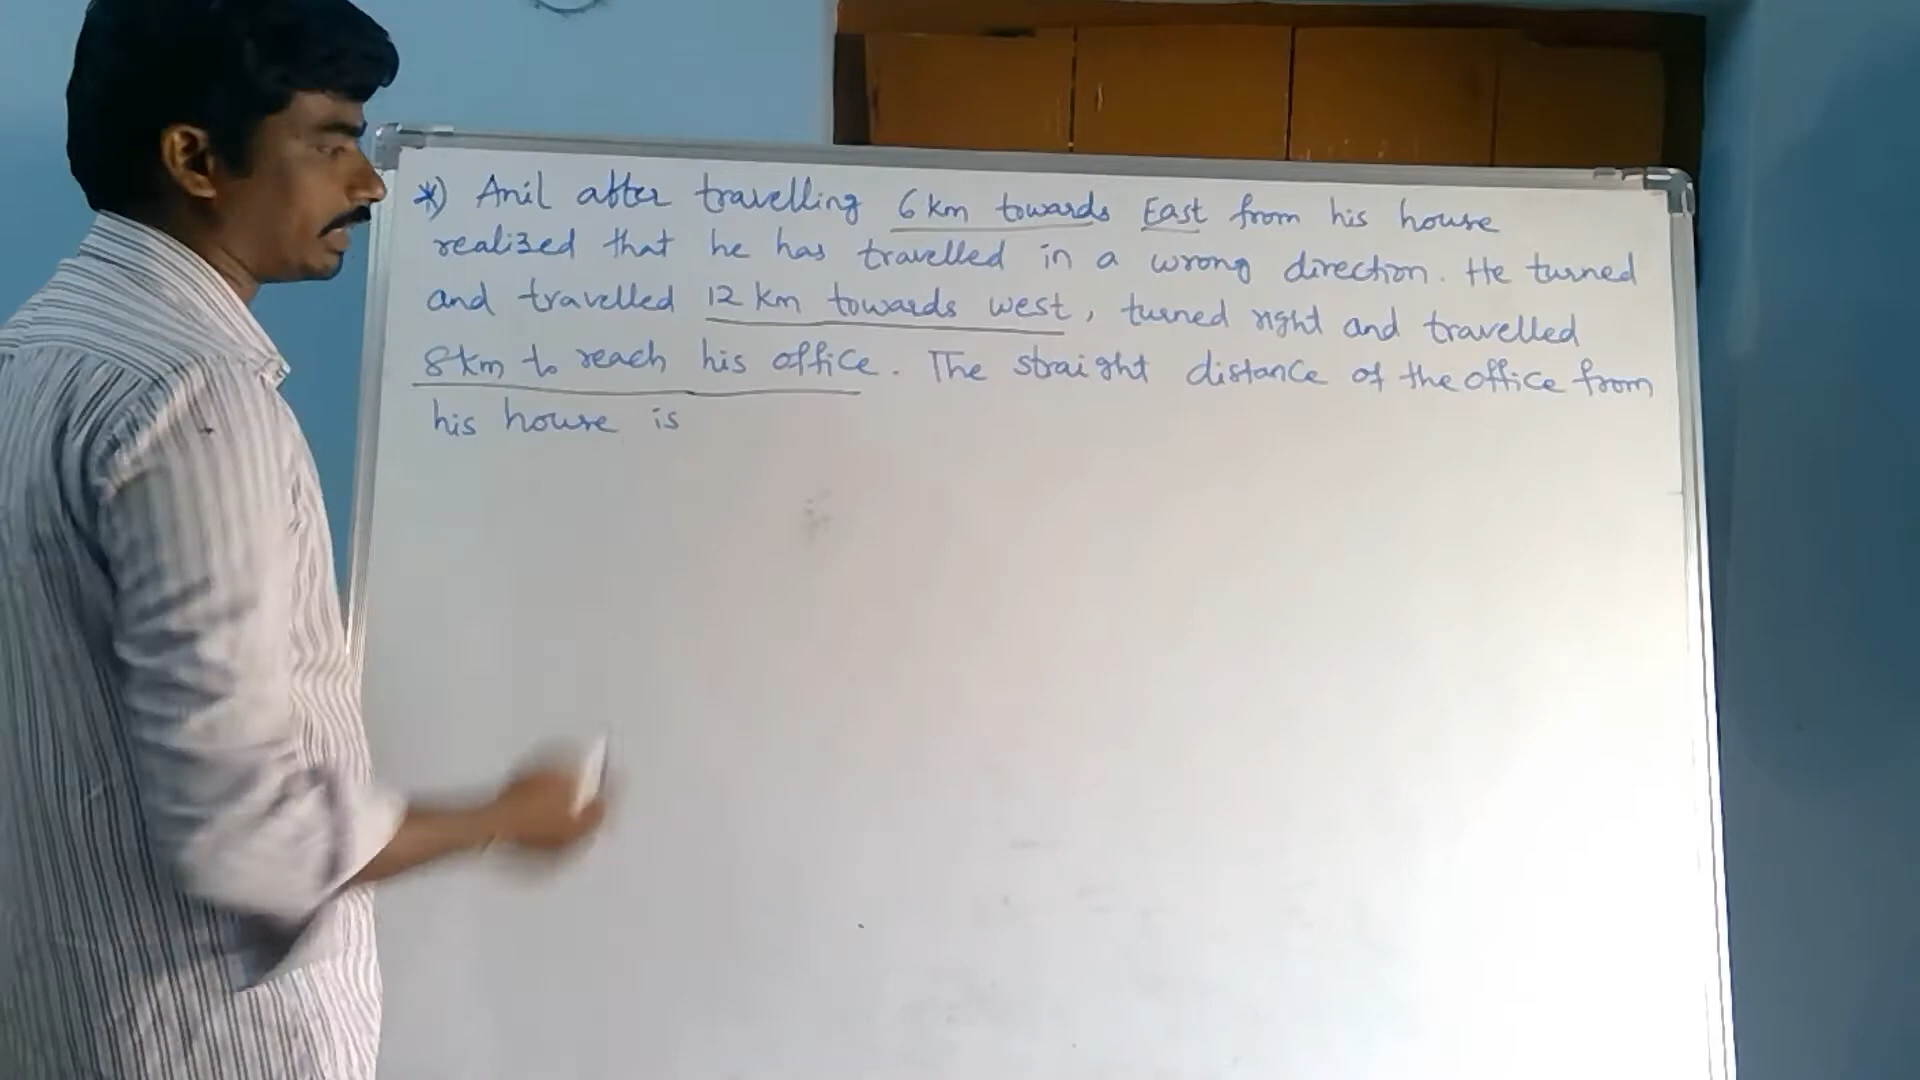 *) Anil after travelling 6 km towards East from his house
realized that he has travelled in a wrong direction. He turned
and travelled 12 km towards west, turned right and travelled
8 km to reach his office. The straight distance of the office from
his house is